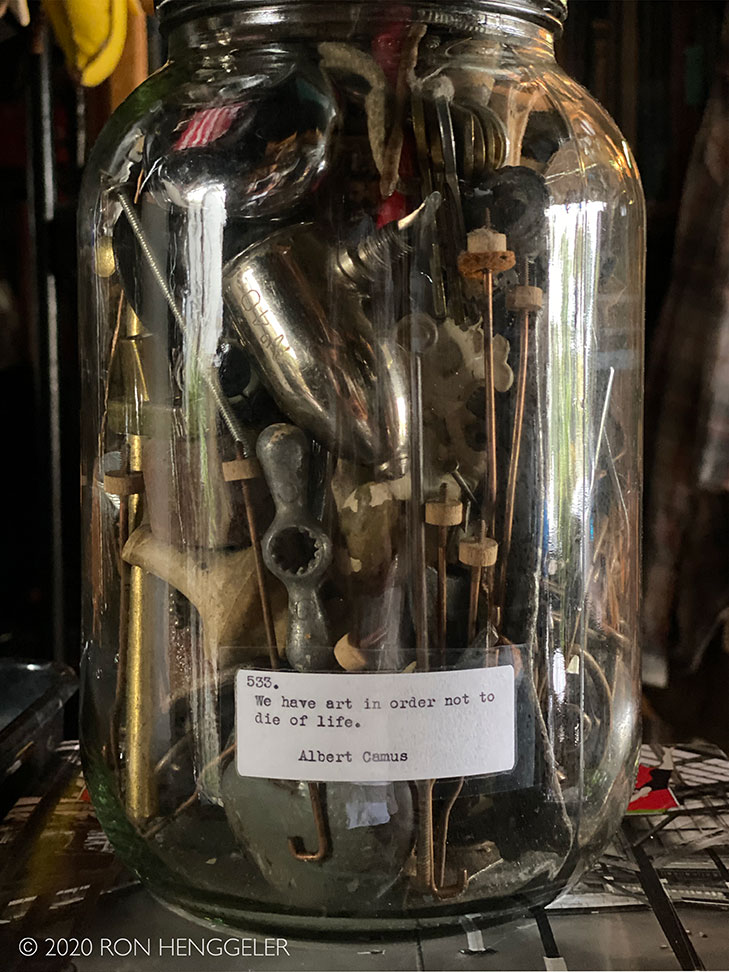 533.
We have art in order not to
die of life.
Albert Camus
© 2020 RON HENGGELER